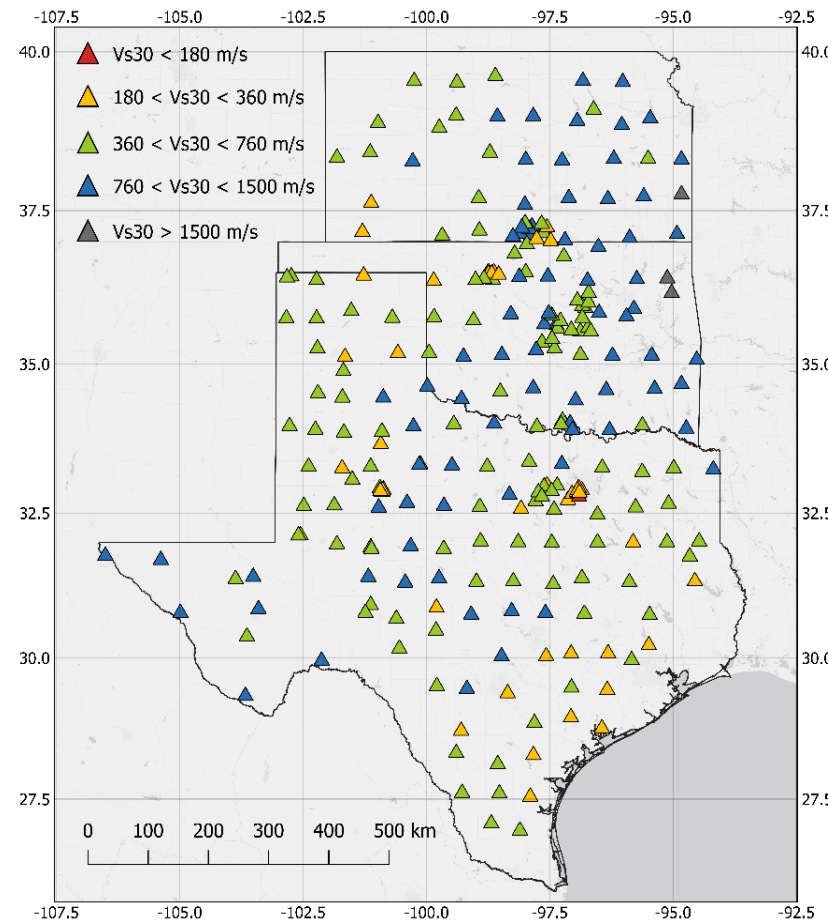 -107.5 -105.0 -102.5 -100.0 -97.5 -95.0 -92.5
40.0 40.0
Vs30 < 180 m/s
180 < Vs30 < 360 m/s
360 < Vs30 < 760 m/s
760 < Vs30 < 1500 m/s
Vs30 > 1500 m/s
37.5 37.5
35.0 35.0
32.5 32.5
30.0 30.0
27.5 27.5
0 100 200 300 400 500 km
-107.5 -105.0 -102.5 -100.0 -97.5 -95.0 -92.5